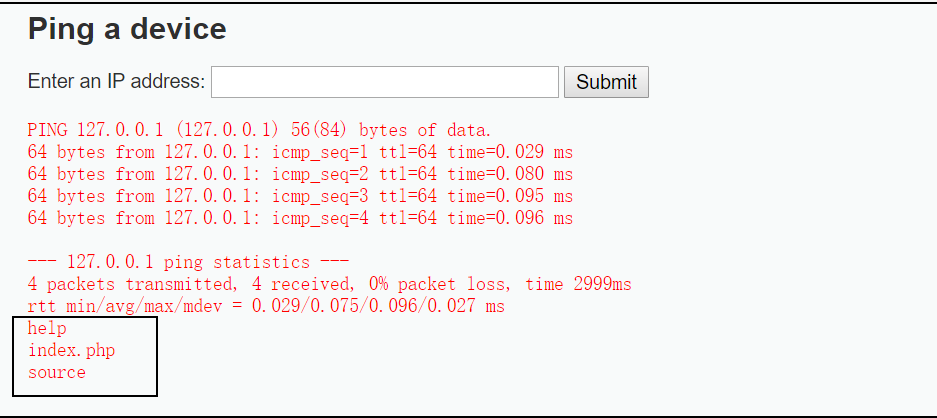 Ping a device
Enter an IP address: Submit
PING 127.0.0.1 (127.0.0.1) 56(84) bytes of data.
64 bytes from 127.0.0.1: icmp_seq=1 ttl=64 time=0.029 ms
64 bytes from 127.0.0.1: icmp_seq=2 ttl=64 time=0.080 ms
64 bytes from 127.0.0.1: icmp_seq=3 ttl=64 time=0.095 ms
64 bytes from 127.0.0.1: icmp_seq=4 ttl=64 time=0.096 ms
--- 127.0.0.1 ping statistics ---
4 packets transmitted, 4 received, 0% packet loss, time 2999ms
rtt min/avg/max/mdev = 0.029/0.075/0.096/0.027 ms
help
index.php
source